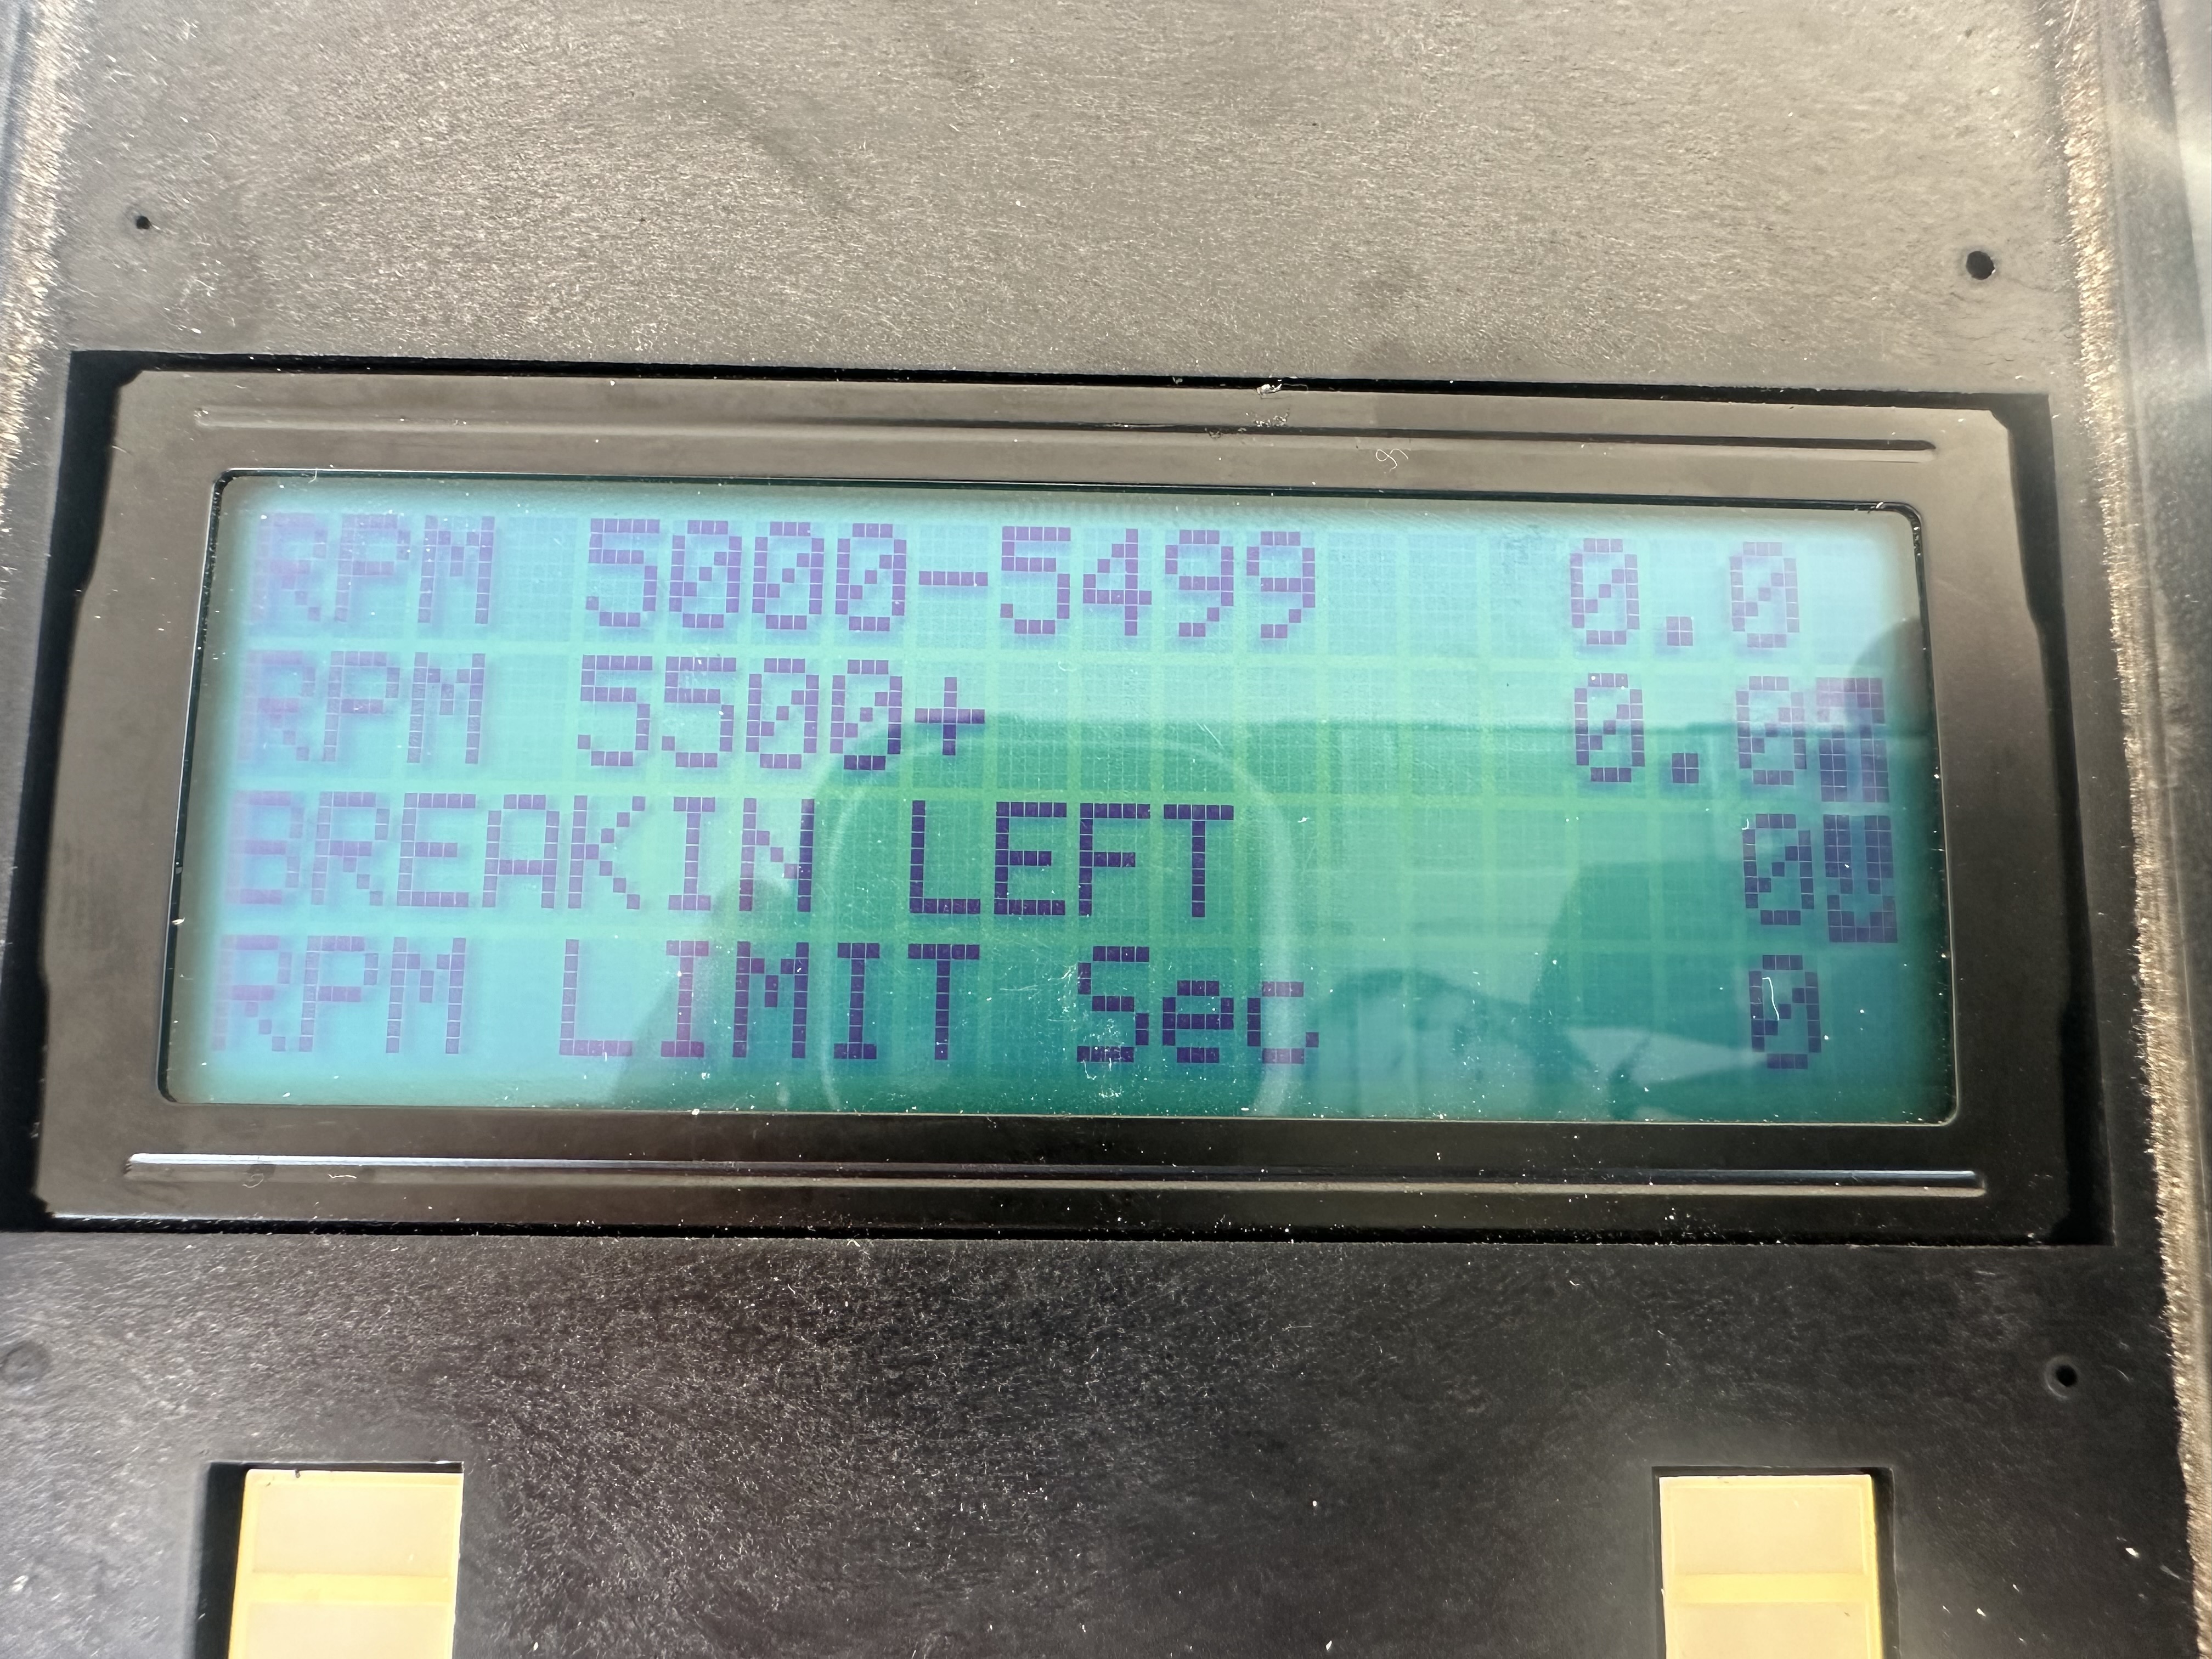 RPM 5000-5499 0.0
RPM 5500+ 0.0
BREAKIN LEFT 0
RPM LIMIT Sec 0